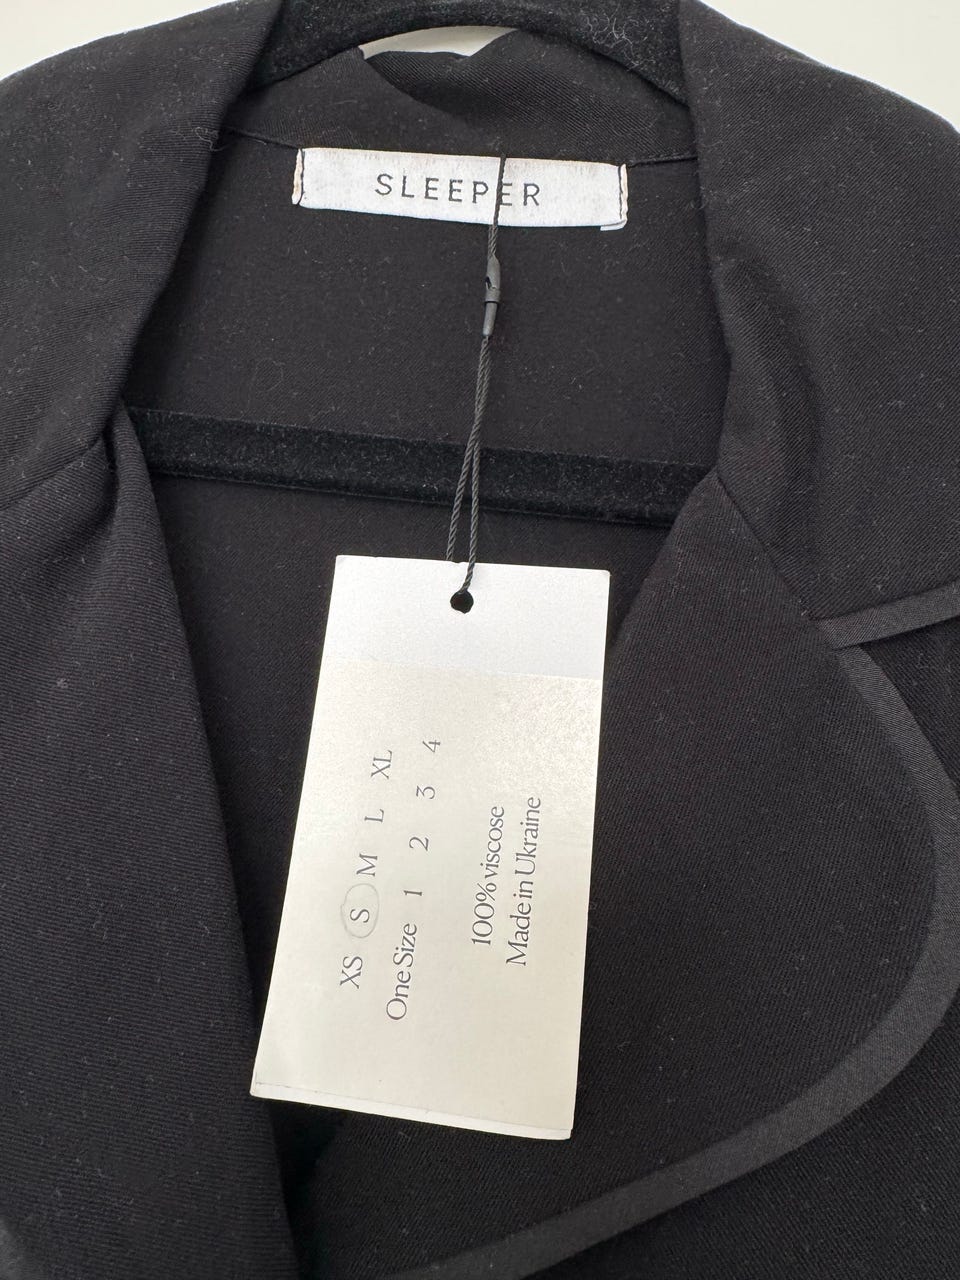 SLEEPER
XS S M L XL
One Size 1 2 3 4
100% viscose
Made in Ukraine